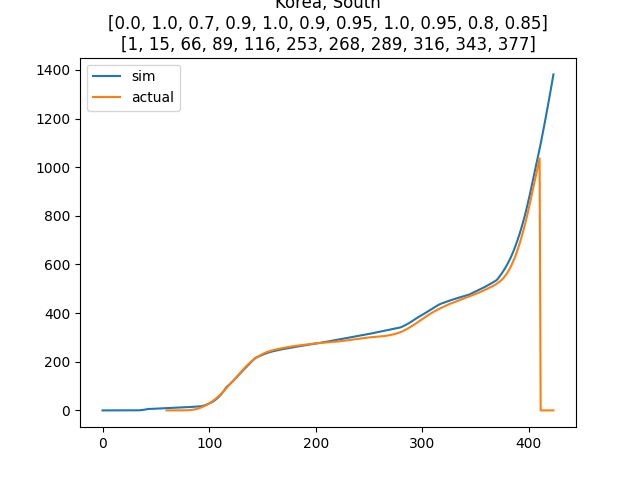 Korea, South
[0.0, 1.0, 0.7, 0.9, 1.0, 0.9, 0.95, 1.0, 0.95, 0.8, 0.85]
[1, 15, 66, 89, 116, 253, 268, 289, 316, 343, 377]
sim
actual
1400
1200
1000
800
600
400
200
0
0 100 200 300 400